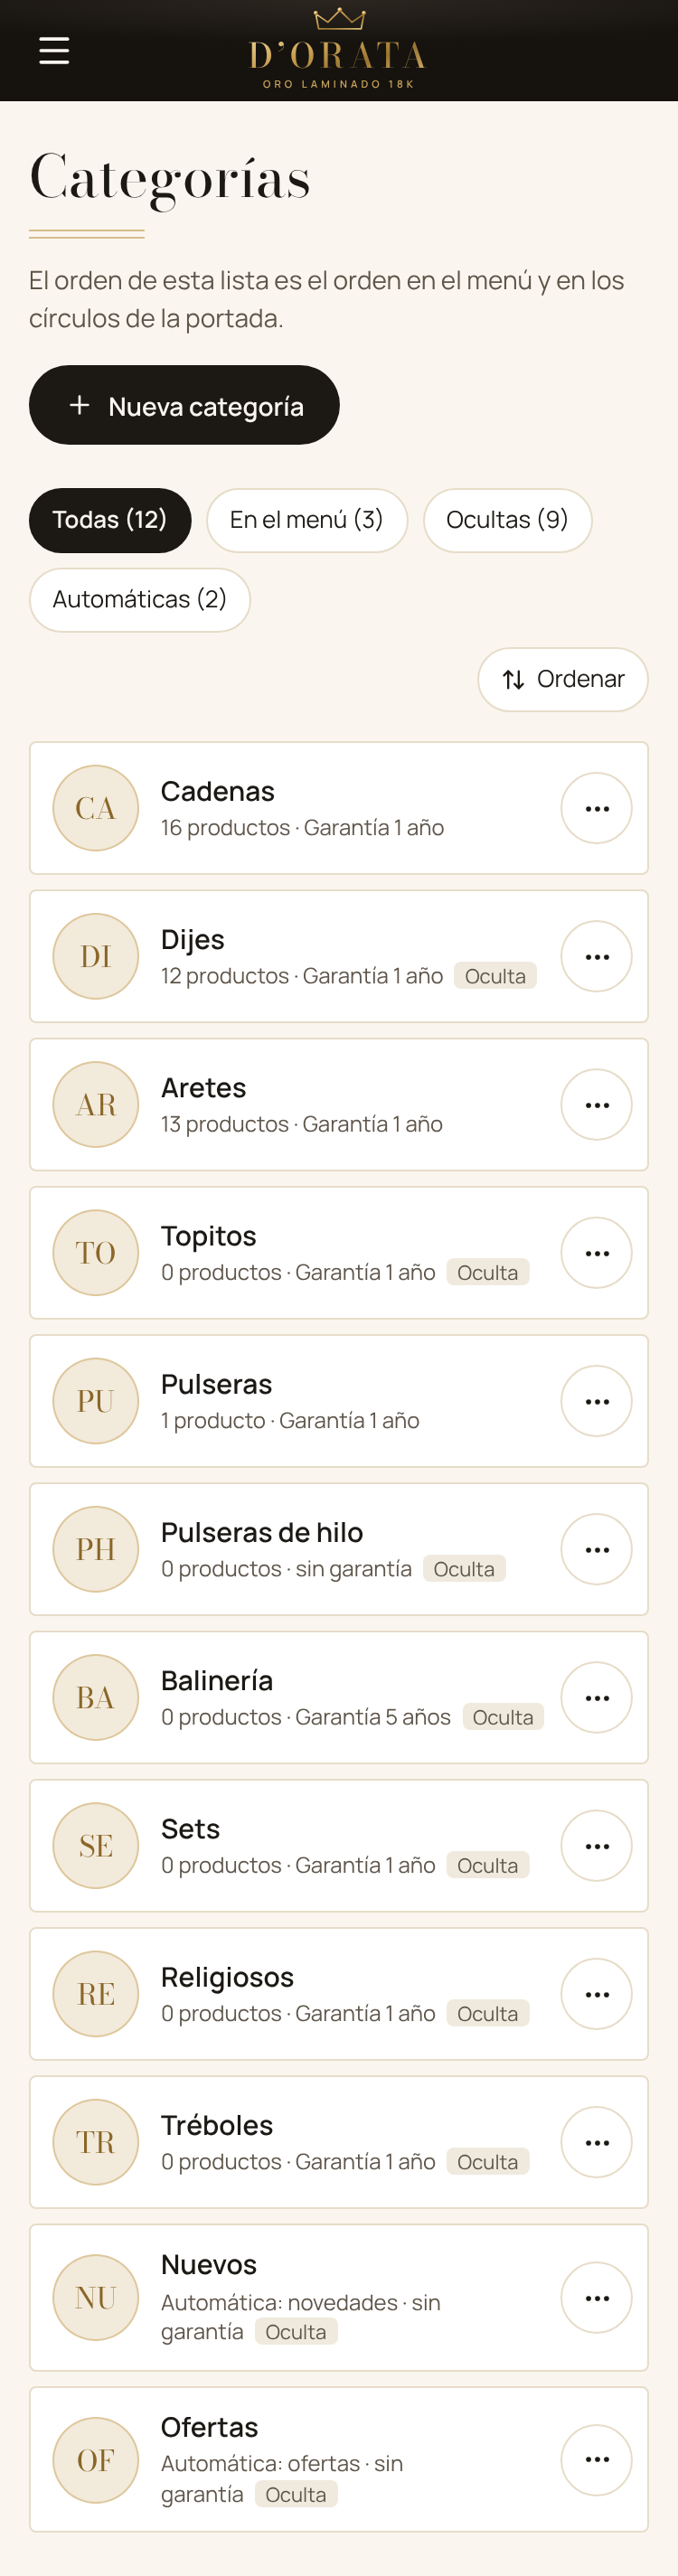 D'ORATA
ORO LAMINADO 18K
Categorías
El orden de esta lista es el orden en el menú y en los
círculos de la portada.
+ Nueva categoría
Todas (12) En el menú (3) Ocultas (9)
Automáticas (2)
Ordenar
CA
Cadenas
16 productos · Garantía 1 año
DI
Dijes
12 productos · Garantía 1 año Oculta
AR
Aretes
13 productos · Garantía 1 año
TO
Topitos
0 productos · Garantía 1 año Oculta
PU
Pulseras
1 producto · Garantía 1 año
PH
Pulseras de hilo
0 productos · sin garantía Oculta
BA
Balinería
0 productos · Garantía 5 años Oculta
SE
Sets
0 productos · Garantía 1 año Oculta
RE
Religiosos
0 productos · Garantía 1 año Oculta
TR
Tréboles
0 productos · Garantía 1 año Oculta
NU
Nuevos
Automática: novedades · sin
garantía Oculta
OF
Ofertas
Automática: ofertas · sin
garantía Oculta